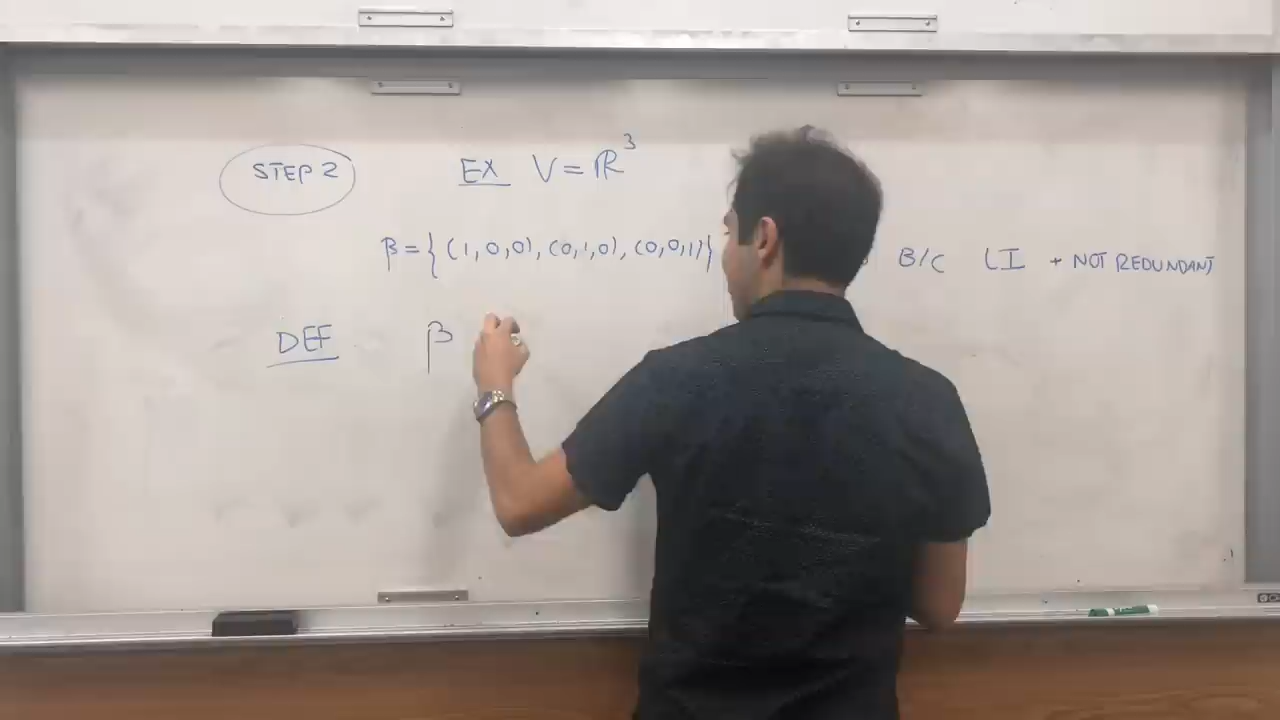 STEP 2
EX V = ℝ³
β = { (1, 0, 0), (0, 1, 0), (0, 0, 1) } B/C LI + NOT REDUNDANT
DEF β